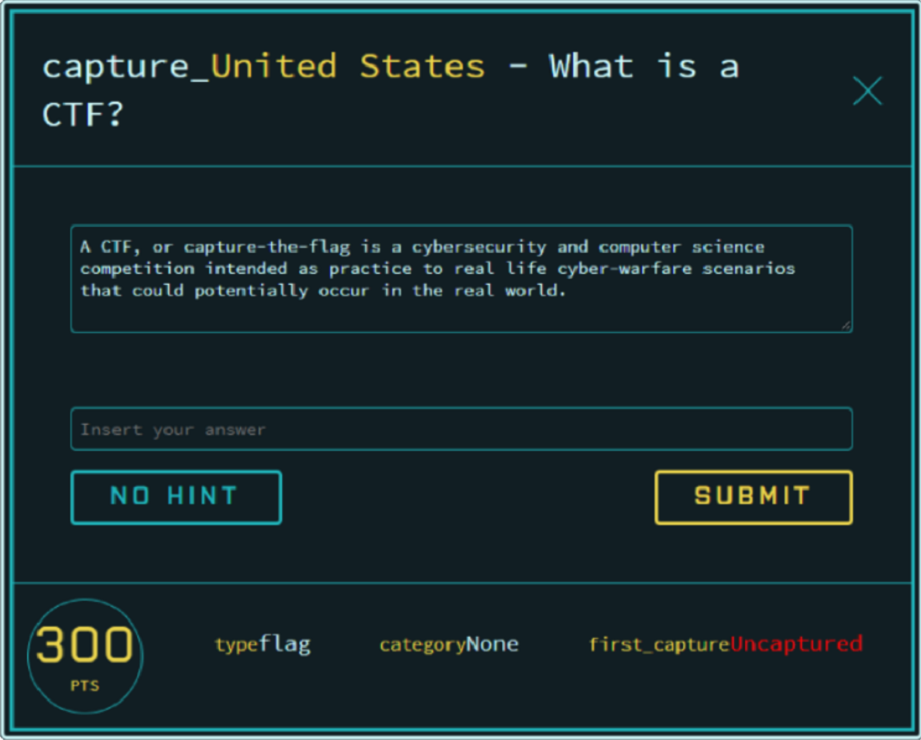 capture_United States - What is a
CTF?
A CTF, or capture-the-flag is a cybersecurity and computer science
competition intended as practice to real life cyber-warfare scenarios
that could potentially occur in the real world.
Insert your answer
NO HINT
SUBMIT
300
PTS
typeflag
categoryNone
first_captureUncaptured